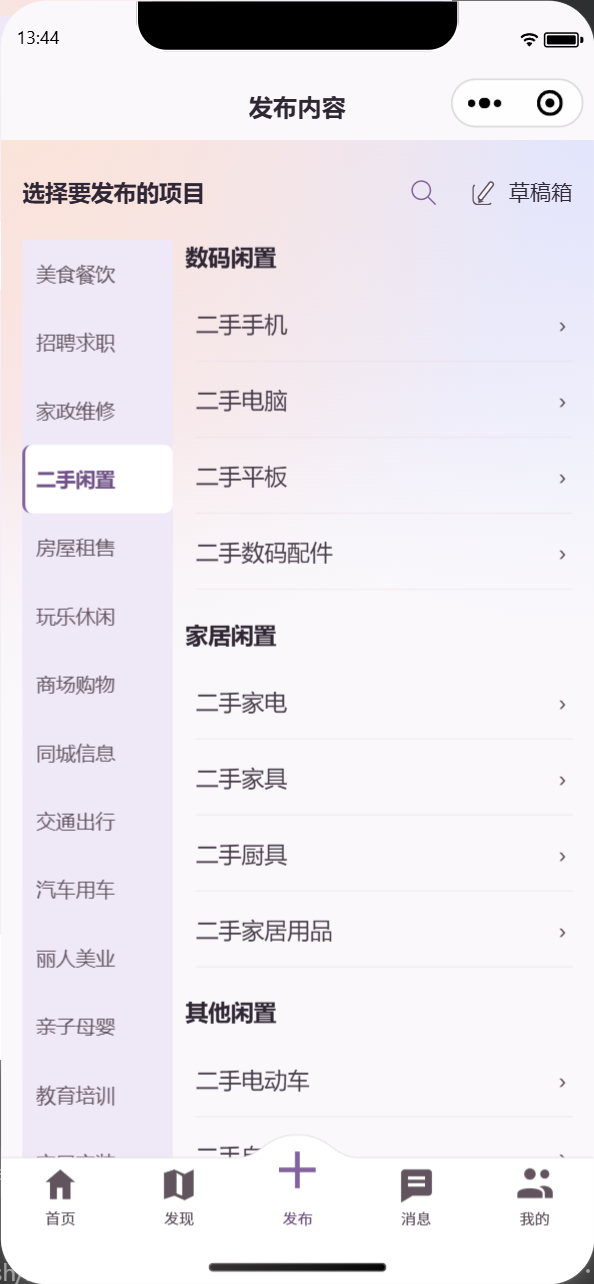 13:44
发布内容
选择要发布的项目
草稿箱
美食餐饮
招聘求职
家政维修
二手闲置
房屋租售
玩乐休闲
商场购物
同城信息
交通出行
汽车用车
丽人美业
亲子母婴
教育培训
数码闲置
二手手机
二手电脑
二手平板
二手数码配件
家居闲置
二手家电
二手家具
二手厨具
二手家居用品
其他闲置
二手电动车
二手
首页
发现
发布
消息
我的